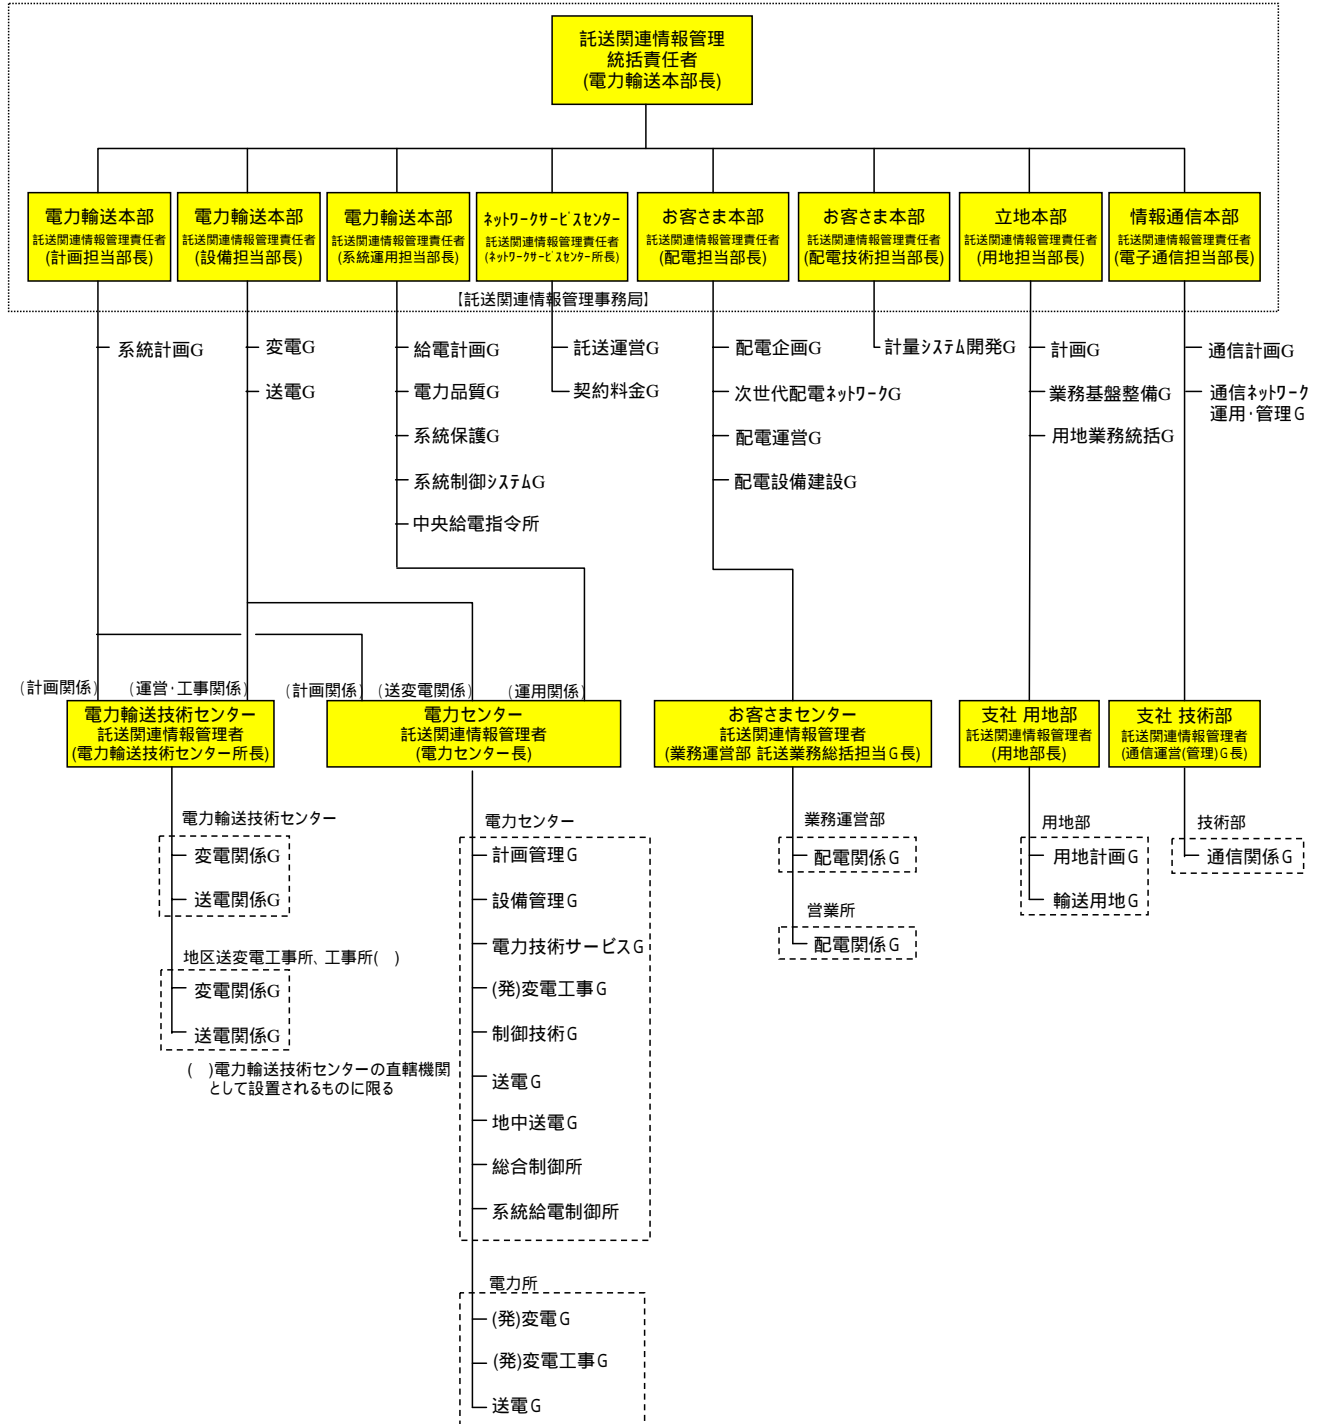 託送関連情報管理
統括責任者
(電力輸送本部長)
電力輸送本部
託送関連情報管理責任者
(計画担当部長)
電力輸送本部
託送関連情報管理責任者
(設備担当部長)
電力輸送本部
託送関連情報管理責任者
(系統運用担当部長)
ﾈｯﾄﾜｰｸｻｰﾋﾞｽｾﾝﾀｰ
託送関連情報管理責任者
(ﾈｯﾄﾜｰｸｻｰﾋﾞｽｾﾝﾀｰ所長)
お客さま本部
託送関連情報管理責任者
(配電担当部長)
お客さま本部
託送関連情報管理責任者
(配電技術担当部長)
立地本部
託送関連情報管理責任者
(用地担当部長)
情報通信本部
託送関連情報管理責任者
(電子通信担当部長)
【託送関連情報管理事務局】
系統計画G
変電G
送電G
給電計画G
電力品質G
系統保護G
系統制御ｼｽﾃﾑG
中央給電指令所
託送運営G
契約料金G
配電企画G
次世代配電ﾈｯﾄﾜｰｸG
配電運営G
配電設備建設G
計量ｼｽﾃﾑ開発G
計画G
業務基盤整備G
用地業務統括G
通信計画G
通信ﾈｯﾄﾜｰｸ
運用･管理G
(計画関係)
(運営･工事関係)
(計画関係)
(送変電関係)
(運用関係)
電力輸送技術センター
託送関連情報管理者
(電力輸送技術センター所長)
電力センター
託送関連情報管理者
(電力センター長)
お客さまセンター
託送関連情報管理者
(業務運営部 託送業務総括担当G長)
支社 用地部
託送関連情報管理者
(用地部長)
支社 技術部
託送関連情報管理者
(通信運営(管理)G長)
電力輸送技術センター
変電関係G
送電関係G
地区送変電工事所、工事所(　)
変電関係G
送電関係G
(　)電力輸送技術センターの直轄機関
として設置されるものに限る
電力センター
計画管理G
設備管理G
電力技術サービスG
(発)変電工事G
制御技術G
送電G
地中送電G
総合制御所
系統給電制御所
電力所
(発)変電G
(発)変電工事G
送電G
業務運営部
配電関係G
営業所
配電関係G
用地部
用地計画G
輸送用地G
技術部
通信関係G